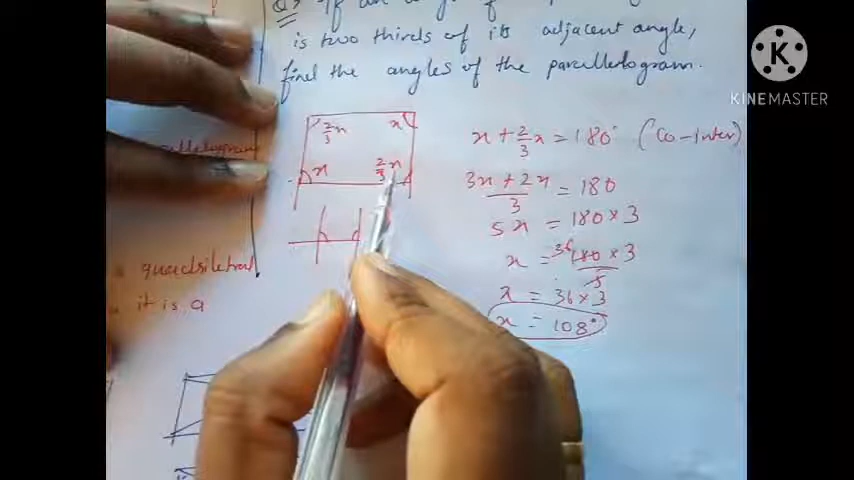 is two thirds of its adjacent angle,
find the angles of the parallelogram.
2/3 x
x
x
2/3 x
x + 2/3 x = 180° (Co-inter)
3x + 2x / 3 = 180
5x = 180 × 3
x = 36 180 × 3 / 5
x = 36 × 3
x = 108°
quadrilateral
it is a
K
KINEMASTER